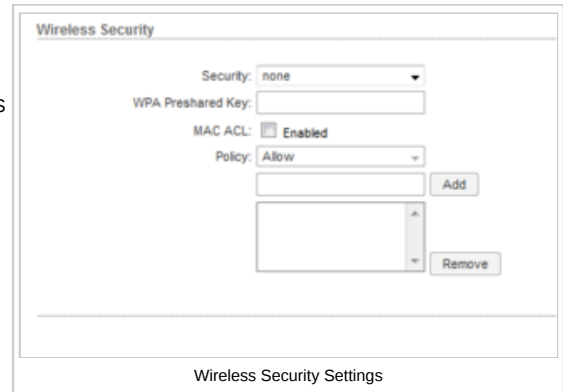 Wireless Security
S
Security: none
WPA Preshared Key:
MAC ACL: Enabled
Policy: Allow
Add
Remove
Wireless Security Settings